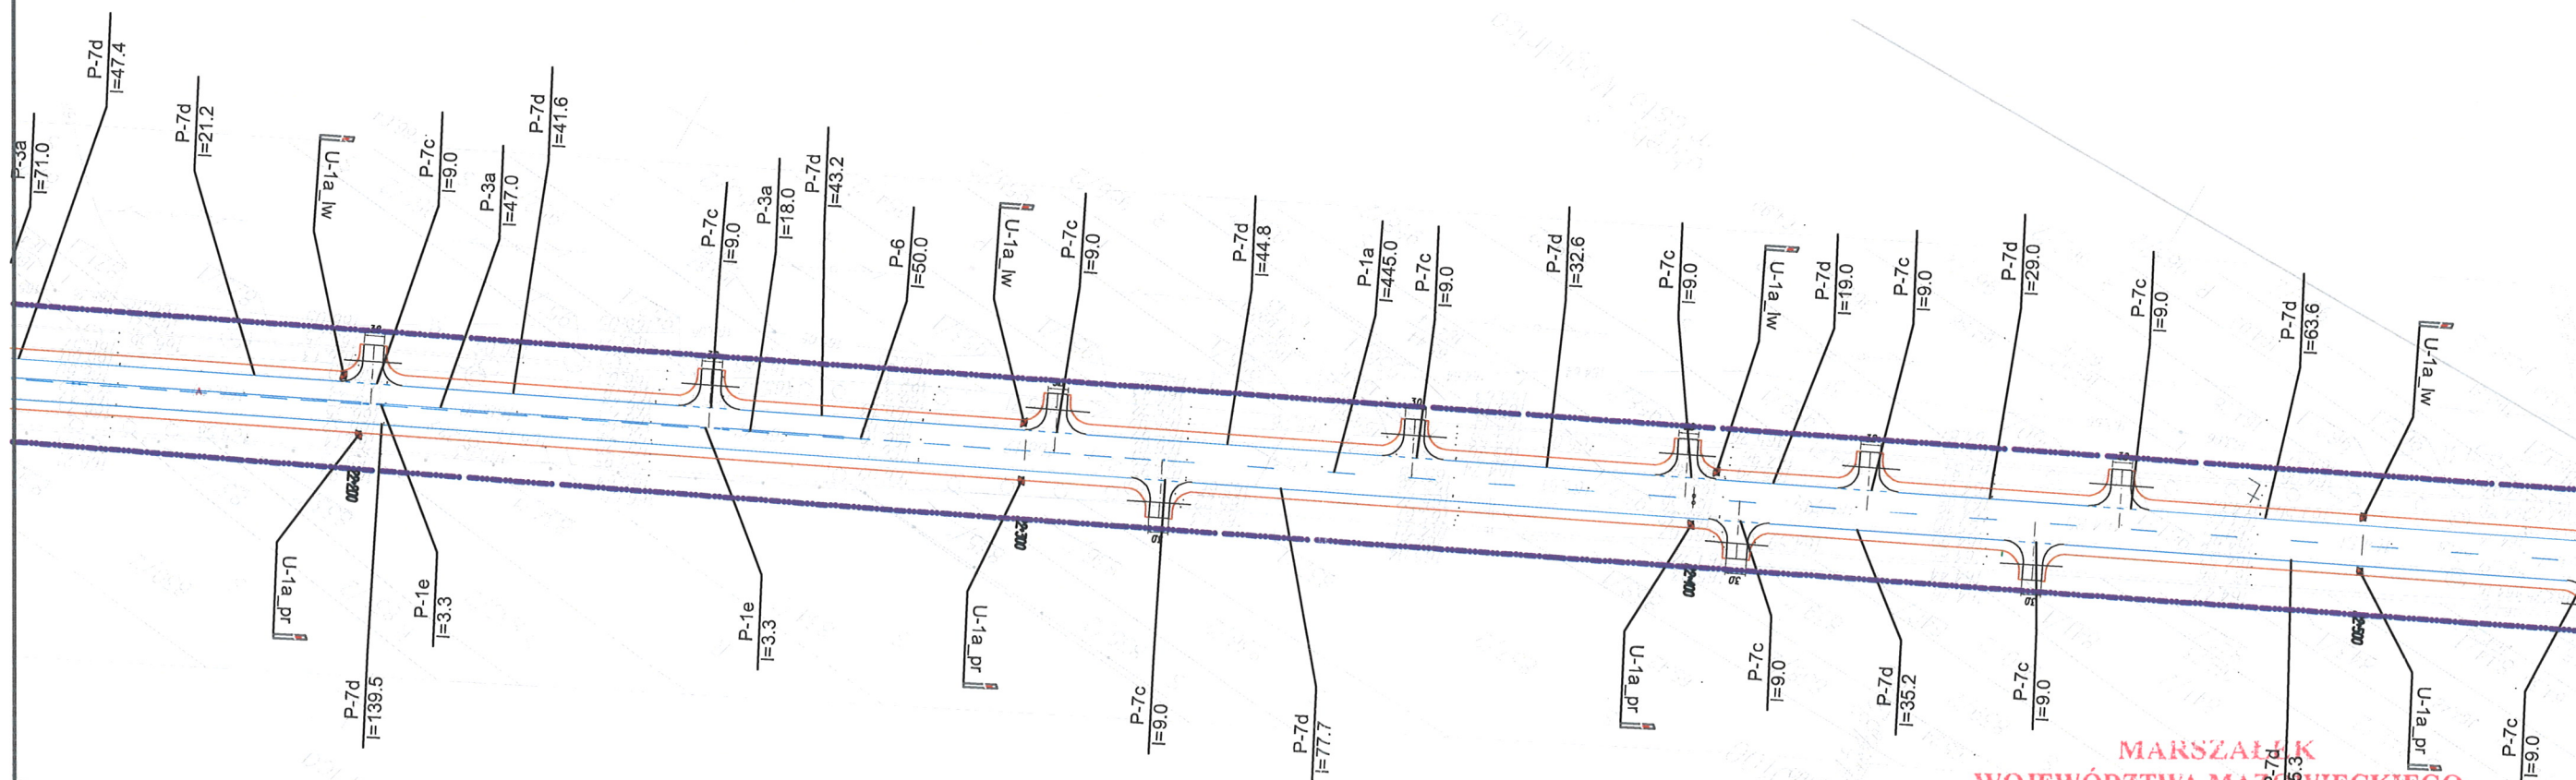 P-3a
l=71.0
P-7d
l=47.4
P-7d
l=21.2
U-1a_lw
P-7c
l=9.0
P-3a
l=47.0
P-7d
l=41.6
P-7c
l=9.0
P-3a
l=18.0
P-7d
l=43.2
P-6
l=50.0
U-1a_lw
P-7c
l=9.0
P-7d
l=44.8
P-1a
l=445.0
P-7c
l=9.0
P-7d
l=32.6
P-7c
l=9.0
U-1a_lw
P-7d
l=19.0
P-7c
l=9.0
P-7d
l=29.0
P-7c
l=9.0
P-7d
l=63.6
U-1a_lw
U-1a_pr
P-7d
l=139.5
P-1e
l=3.3
P-1e
l=3.3
U-1a_pr
P-7c
l=9.0
P-7d
l=77.7
U-1a_pr
P-7c
l=9.0
P-7d
l=35.2
P-7c
l=9.0
U-1a_pr
P-7c
l=9.0
MARSZAŁEK
WOJEWÓDZTWA MAZOWIECKIEGO